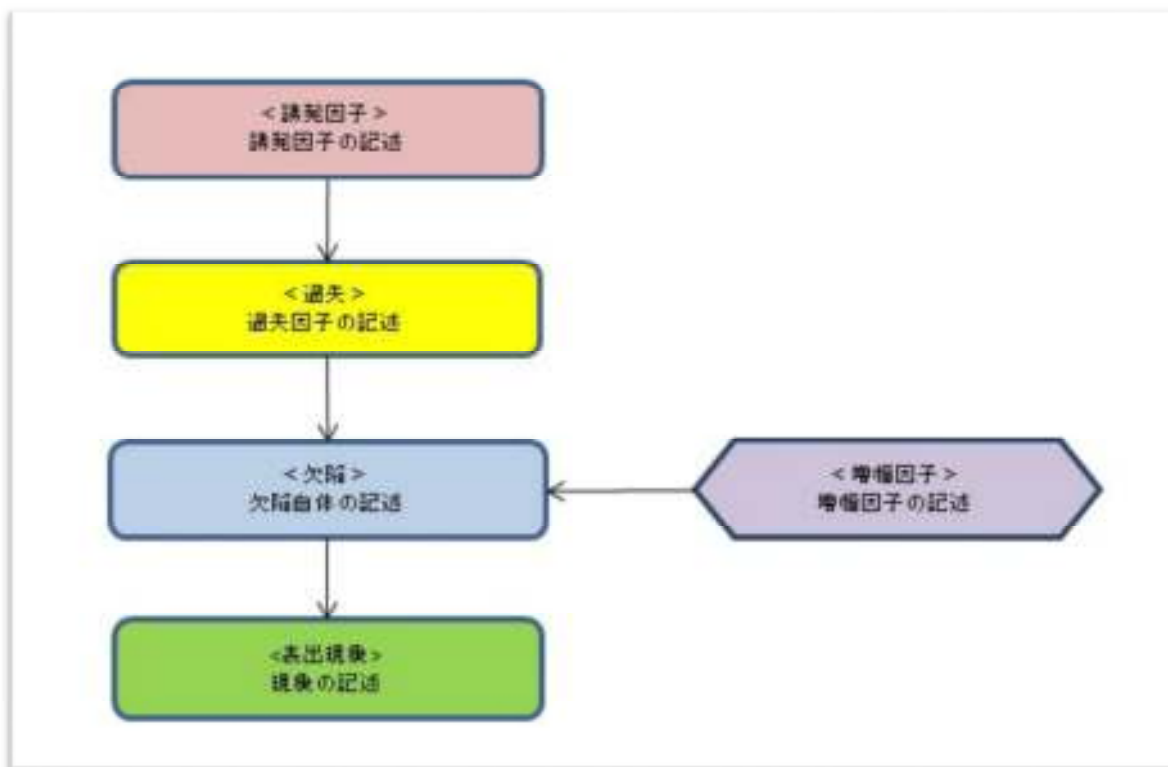 <誘発因子>
誘発因子の記述
<過失>
過失因子の記述
<欠陥>
欠陥自体の記述
<増幅因子>
増幅因子の記述
<表出現象>
現象の記述